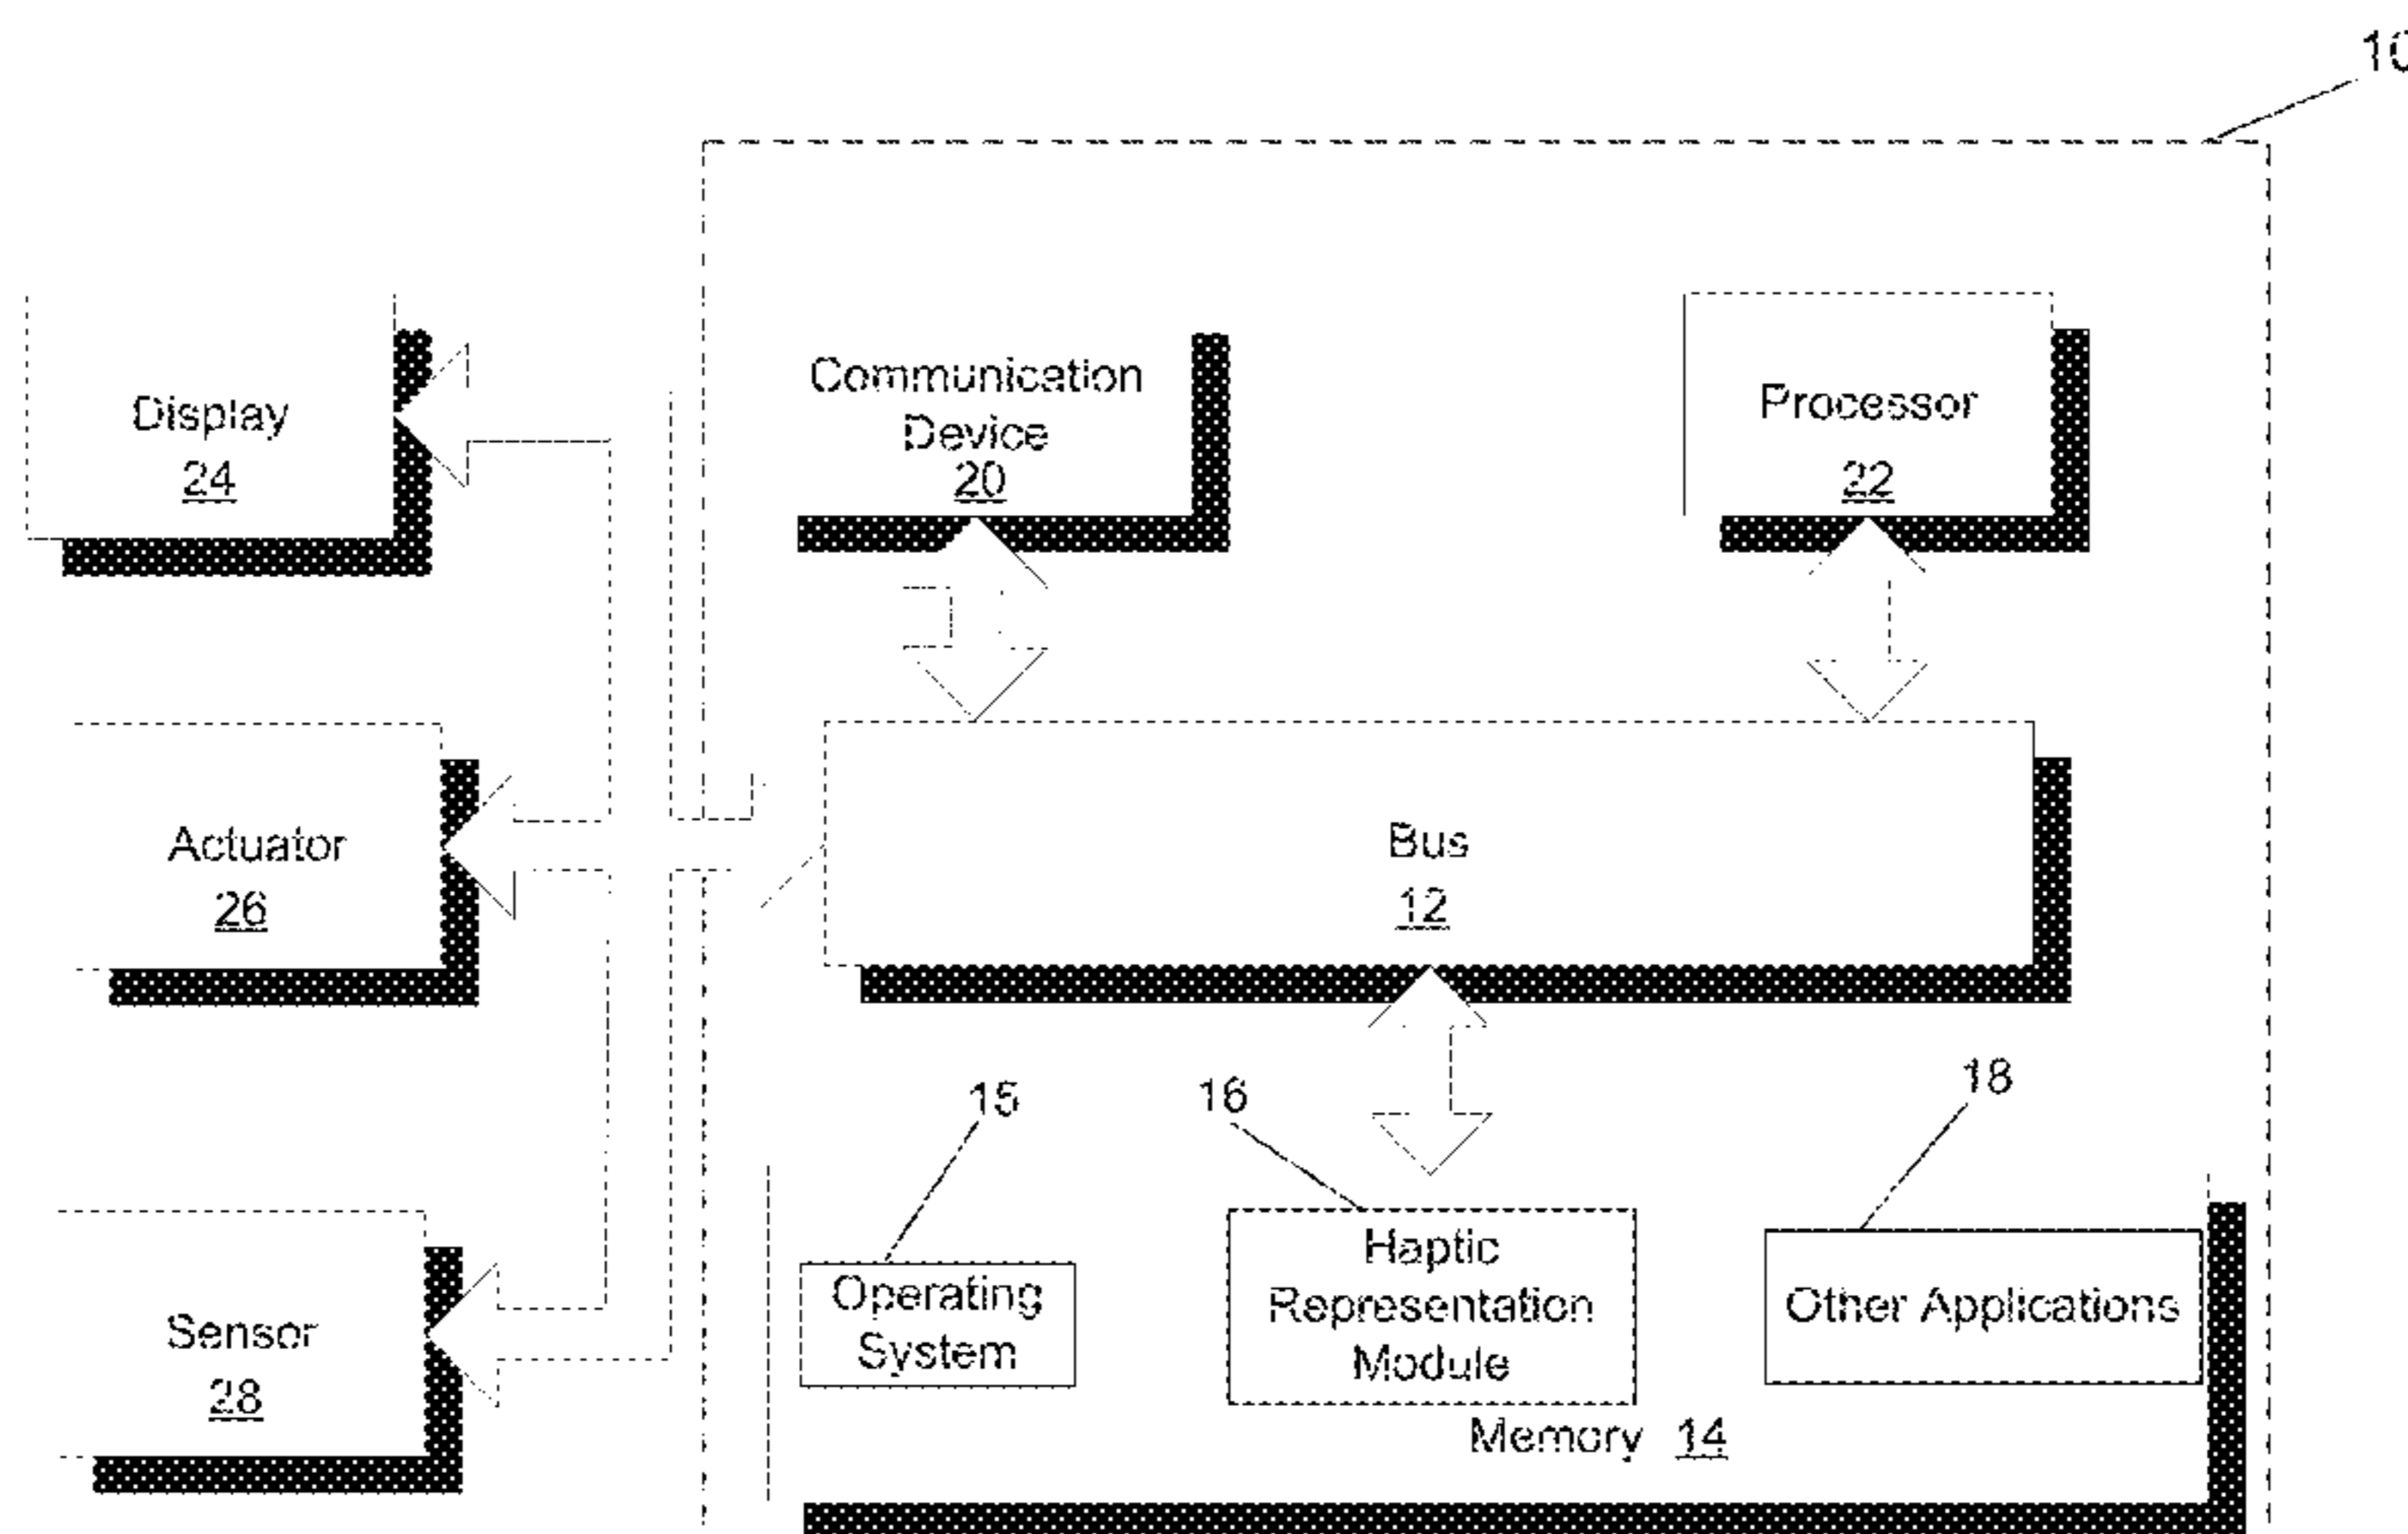 10
Display
24
Communication
Device
20
Processor
22
Actuator
26
Bus
12
15
16
18
Sensor
28
Operating
System
Haptic
Representation
Module
Other Applications
Memory 14